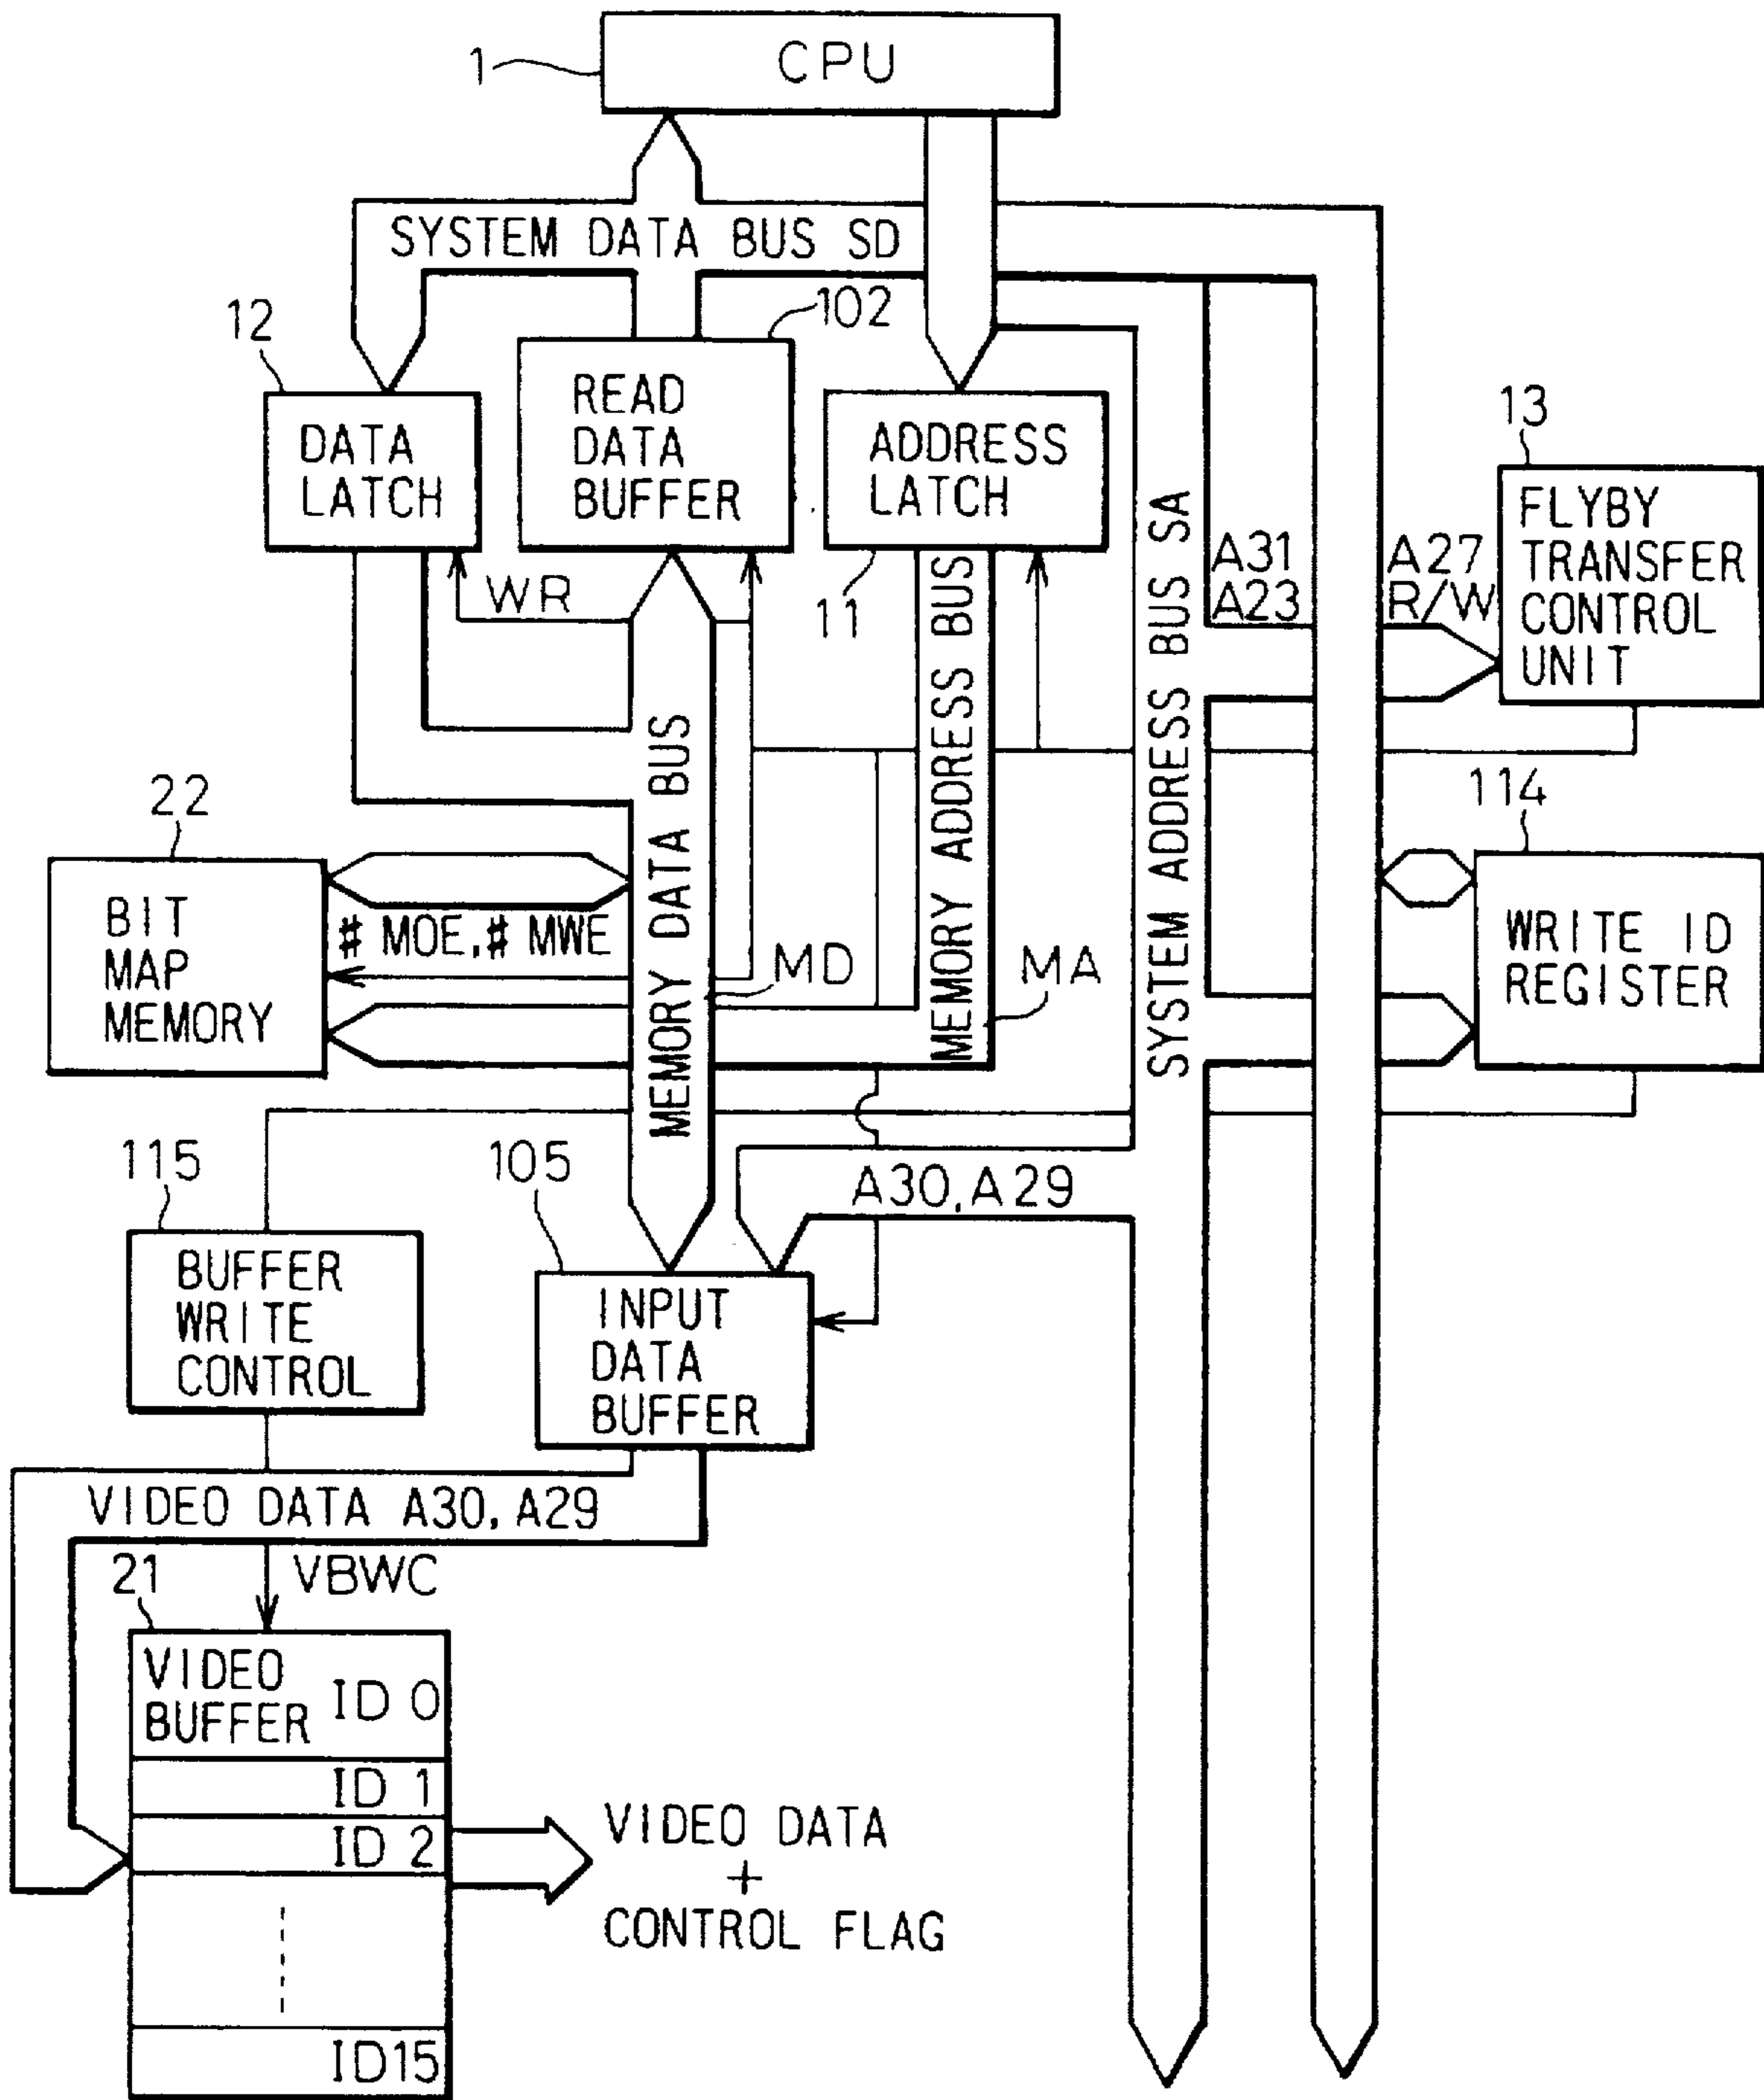 1
CPU
SYSTEM DATA BUS SD
12
DATA
LATCH
102
READ
DATA
BUFFER
ADDRESS
LATCH
11
13
FLYBY
TRANSFER
CONTROL
UNIT
WR
A31
A23
A27
R/W
SYSTEM ADDRESS BUS SA
MEMORY ADDRESS BUS
MEMORY DATA BUS
22
BIT
MAP
MEMORY
# MOE,# MWE
MD
MA
114
WRITE ID
REGISTER
115
BUFFER
WRITE
CONTROL
105
INPUT
DATA
BUFFER
A30,A29
VIDEO DATA A30,A29
VBWC
21
VIDEO
BUFFER
ID 0
ID 1
ID 2
ID15
VIDEO DATA
+
CONTROL FLAG